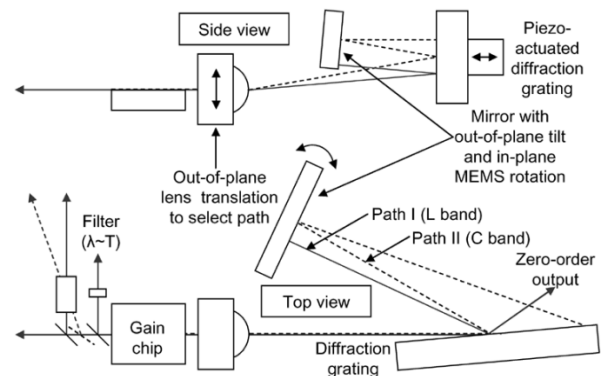 Side view
Piezo-
actuated
diffraction
grating
Mirror with
out-of-plane tilt
and in-plane
MEMS rotation
Out-of-plane
lens translation
to select path
Filter
(λ~T)
Path I (L band)
Path II (C band)
Zero-order
output
Top view
Gain
chip
Diffraction
grating